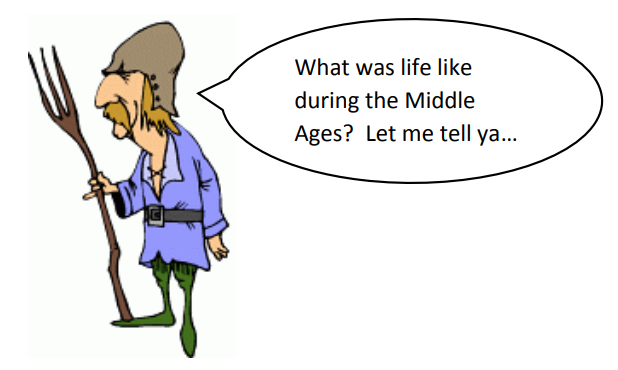 What was life like
during the Middle
Ages?  Let me tell ya…